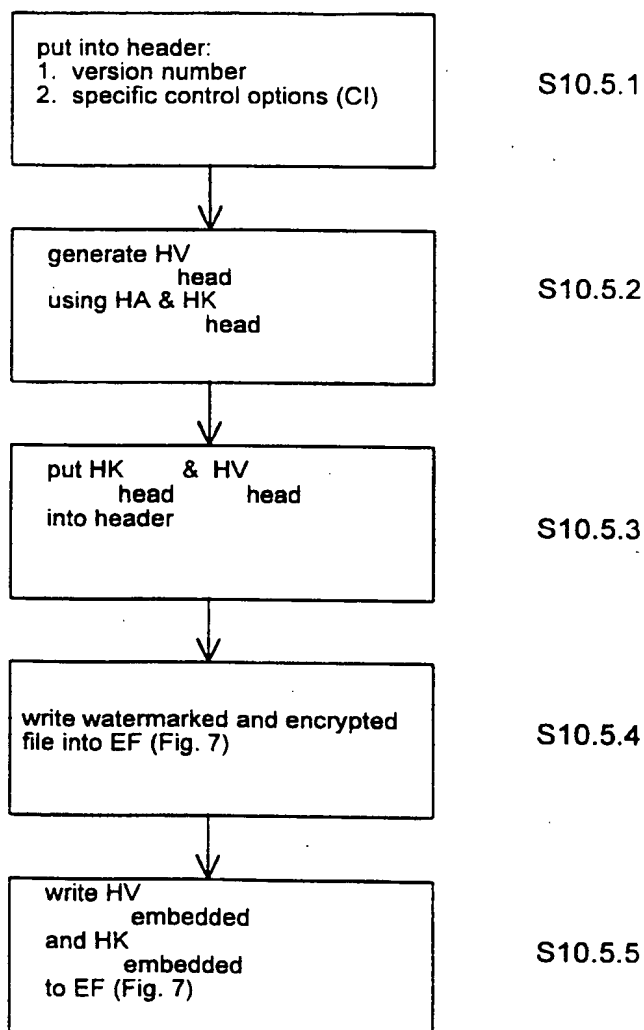 put into header:
1. version number
2. specific control options (CI)
S10.5.1
generate HV
head
using HA & HK
head
S10.5.2
put HK & HV
head head
into header
S10.5.3
write watermarked and encrypted
file into EF (Fig. 7)
S10.5.4
write HV
embedded
and HK
embedded
to EF (Fig. 7)
S10.5.5